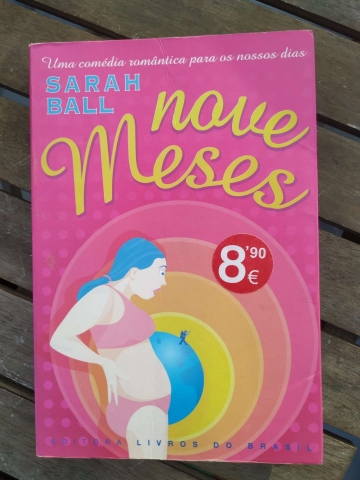 Uma comédia romântica para os nossos dias
SARAH
BALL
nove
Meses
8'90
€
EDITORA LIVROS DO BRASIL